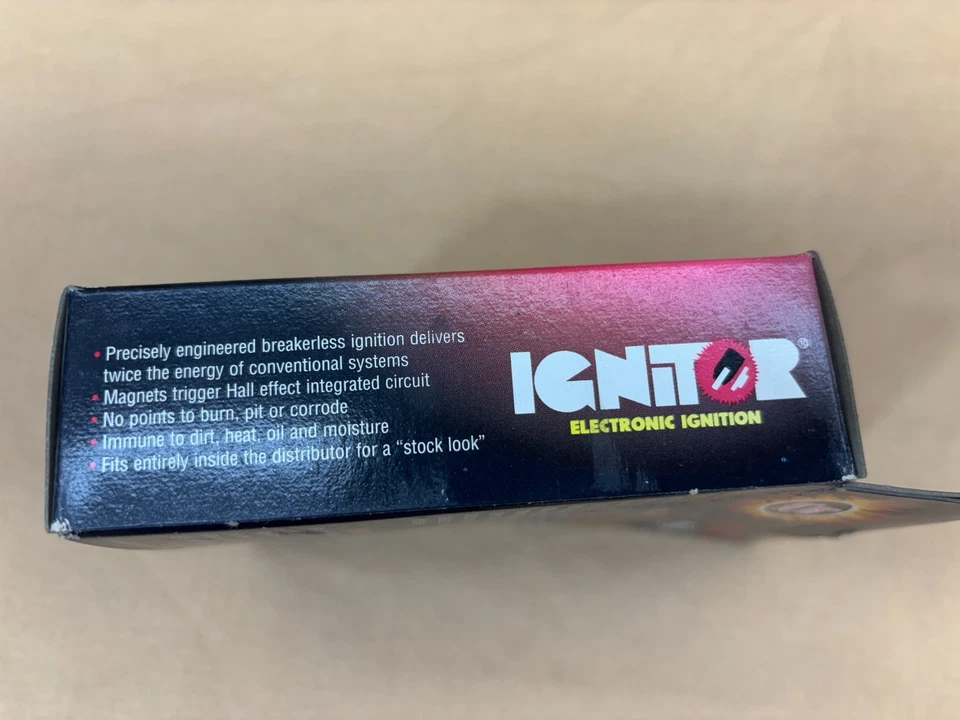 • Precisely engineered breakerless ignition delivers
twice the energy of conventional systems
• Magnets trigger Hall effect integrated circuit
• No points to burn, pit or corrode
• Immune to dirt, heat, oil and moisture
• Fits entirely inside the distributor for a “stock look”
IGNITOR®
ELECTRONIC IGNITION